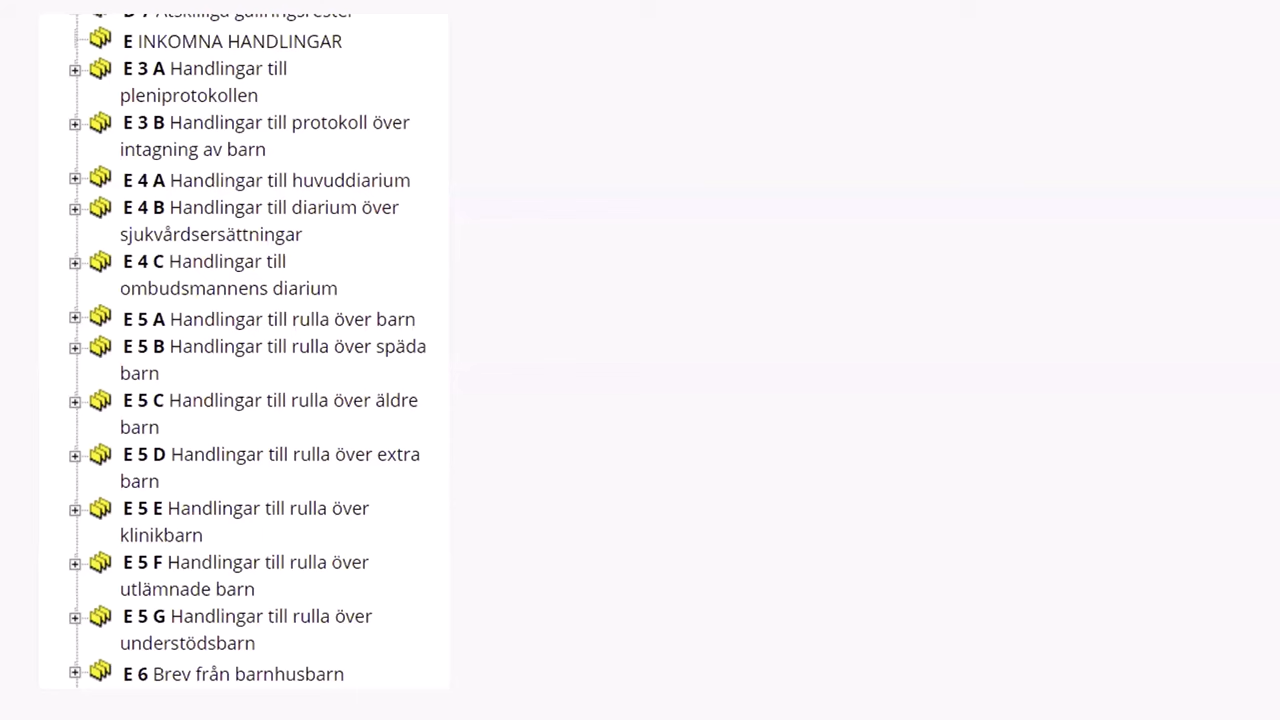 D 7 Åtskilliga gallringsrester
E INKOMNA HANDLINGAR
E 3 A Handlingar till
pleniprotokollen
E 3 B Handlingar till protokoll över
intagning av barn
E 4 A Handlingar till huvuddiarium
E 4 B Handlingar till diarium över
sjukvårdsersättningar
E 4 C Handlingar till
ombudsmannens diarium
E 5 A Handlingar till rulla över barn
E 5 B Handlingar till rulla över späda
barn
E 5 C Handlingar till rulla över äldre
barn
E 5 D Handlingar till rulla över extra
barn
E 5 E Handlingar till rulla över
klinikbarn
E 5 F Handlingar till rulla över
utlämnade barn
E 5 G Handlingar till rulla över
understödsbarn
E 6 Brev från barnhusbarn